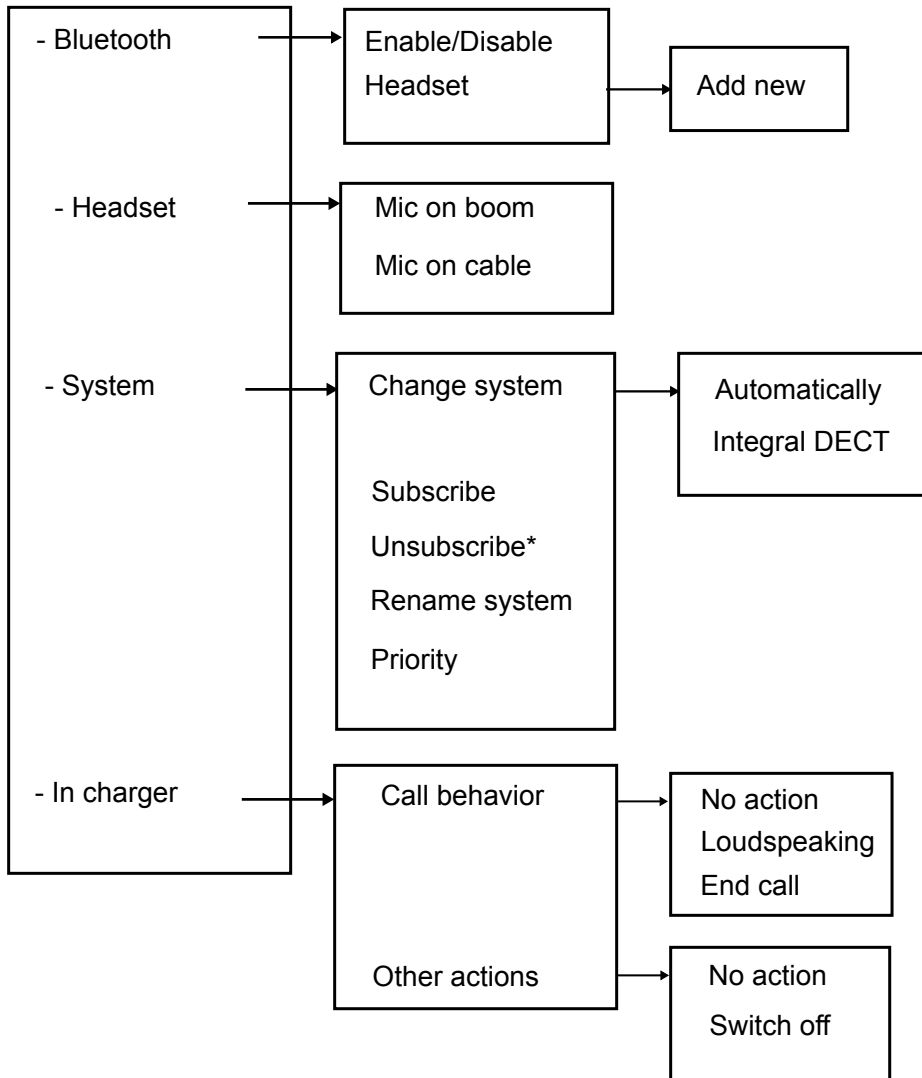 - Bluetooth
Enable/Disable
Headset
Add new
- Headset
Mic on boom
Mic on cable
- System
Change system
Automatically
Integral DECT
Subscribe
Unsubscribe*
Rename system
Priority
- In charger
Call behavior
No action
Loudspeaking
End call
Other actions
No action
Switch off